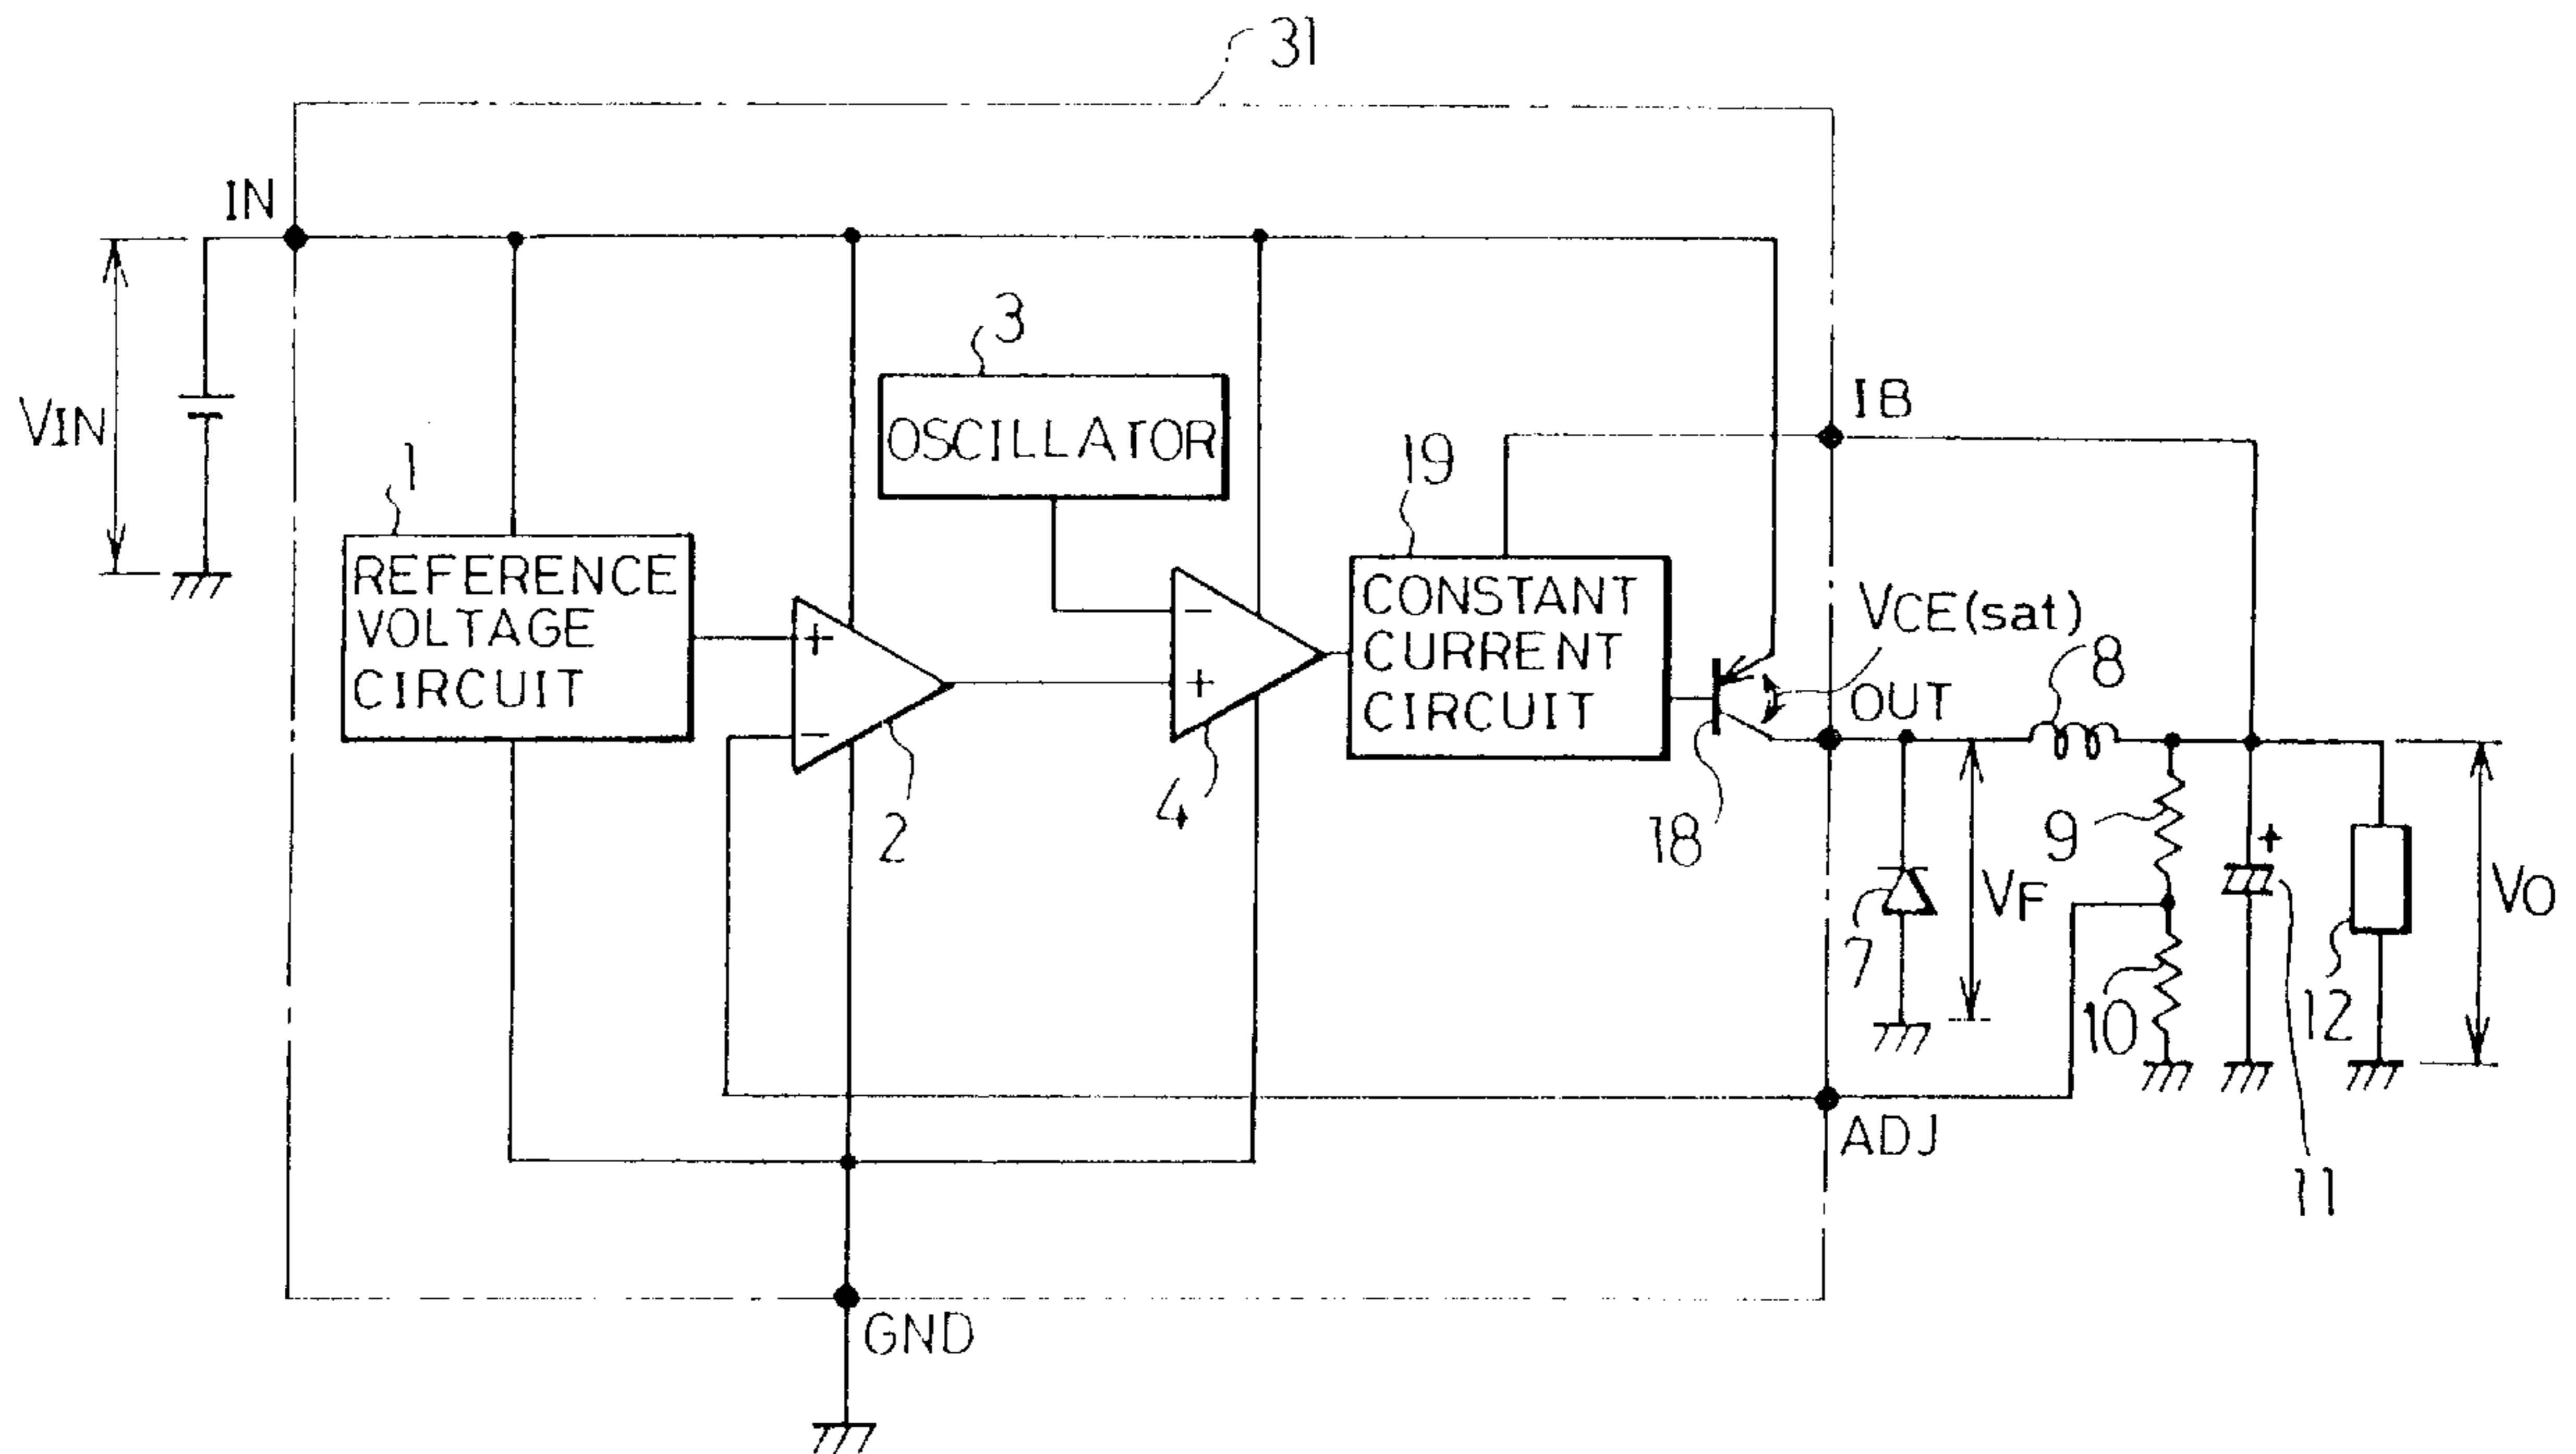 31
IN
VIN
3
OSCILLATOR
1
REFERENCE
VOLTAGE
CIRCUIT
+
−
2
−
+
4
19
CONSTANT
CURRENT
CIRCUIT
IB
VCE(sat)
OUT
8
18
7
VF
9
10
+
11
12
VO
ADJ
GND